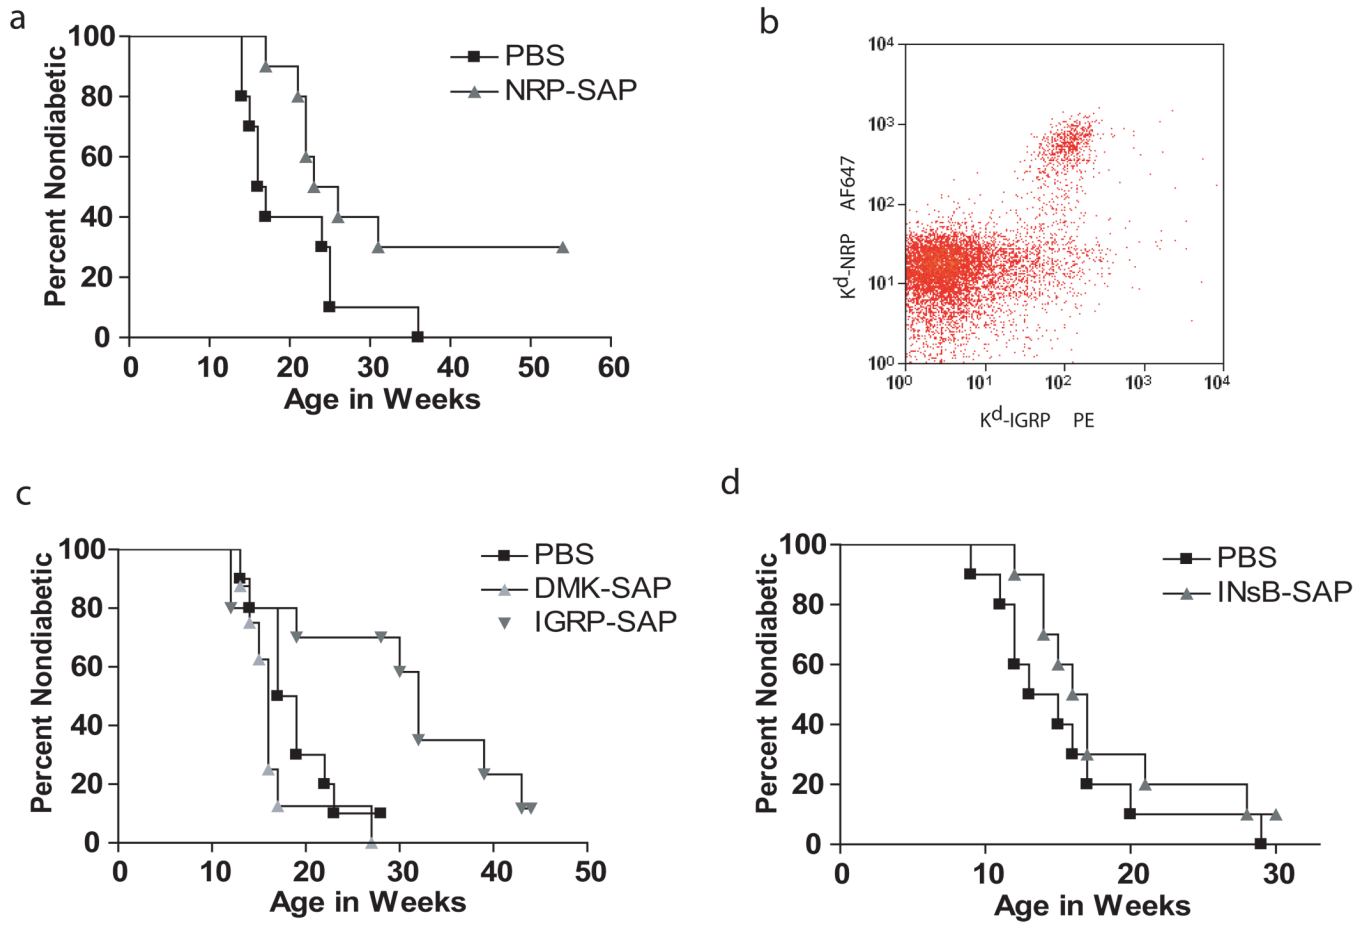 a
100
80
60
40
20
0
Percent Nondiabetic
0 10 20 30 40 50 60
Age in Weeks
PBS
NRP-SAP
b
10⁴
10³
10²
10¹
10⁰
Kᵈ-NRP AF647
10⁰ 10¹ 10² 10³ 10⁴
Kᵈ-IGRP PE
c
100
80
60
40
20
0
Percent Nondiabetic
0 10 20 30 40 50
Age in Weeks
PBS
DMK-SAP
IGRP-SAP
d
100
80
60
40
20
0
Percent Nondiabetic
0 10 20 30
Age in Weeks
PBS
INsB-SAP